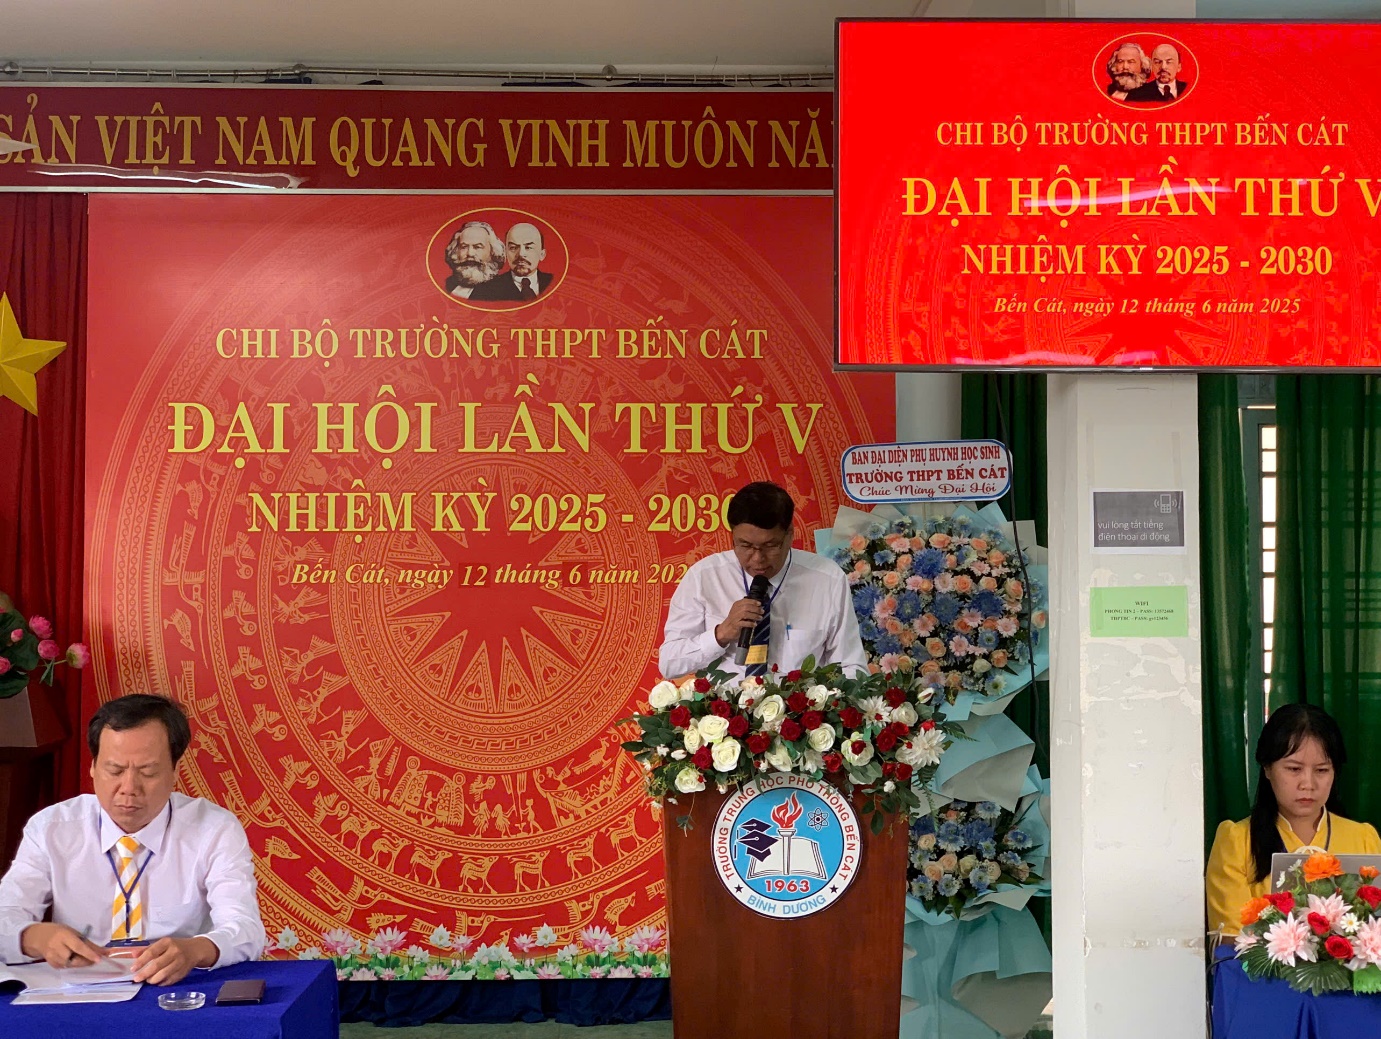 SẢN VIỆT NAM QUANG VINH MUÔN NĂ
CHI BỘ TRƯỜNG THPT BẾN CÁT
ĐẠI HỘI LẦN THỨ V
NHIỆM KỲ 2025 - 2030
Bến Cát, ngày 12 tháng 6 năm 202
CHI BỘ TRƯỜNG THPT BẾN CÁT
ĐẠI HỘI LẦN THỨ V
NHIỆM KỲ 2025 - 2030
Bến Cát, ngày 12 tháng 6 năm 2025
BAN ĐẠI DIỆN PHỤ HUYNH HỌC SINH
TRƯỜNG THPT BẾN CÁT
Chúc Mừng Đại Hội
vui lòng tắt tiếng
điện thoại di động
WIFI
TRƯỜNG TRUNG HỌC PHỔ THÔNG BẾN CÁT
1963
BÌNH DƯƠNG